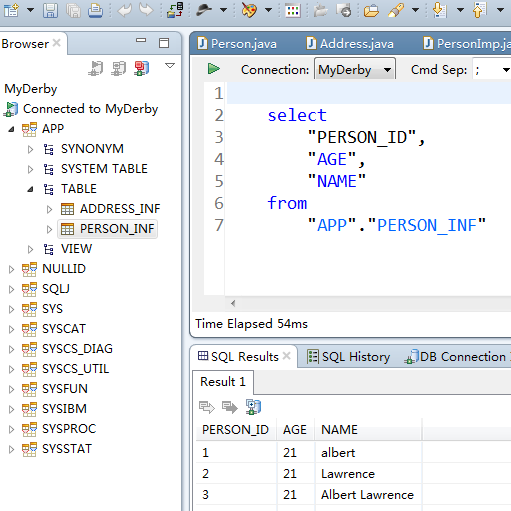 Browser
MyDerby
Connected to MyDerby
APP
SYNONYM
SYSTEM TABLE
TABLE
ADDRESS_INF
PERSON_INF
VIEW
NULLID
SQLJ
SYS
SYSCAT
SYSCS_DIAG
SYSCS_UTIL
SYSFUN
SYSIBM
SYSPROC
SYSSTAT
Person.java Address.java PersonImp.ja
Connection: MyDerby Cmd Sep: ;
1
2 select
3 "PERSON_ID",
4 "AGE",
5 "NAME"
6 from
7 "APP"."PERSON_INF"
Time Elapsed 54ms
SQL Results SQL History DB Connection
Result 1
PERSON_ID AGE NAME
1 21 albert
2 21 Lawrence
3 21 Albert Lawrence